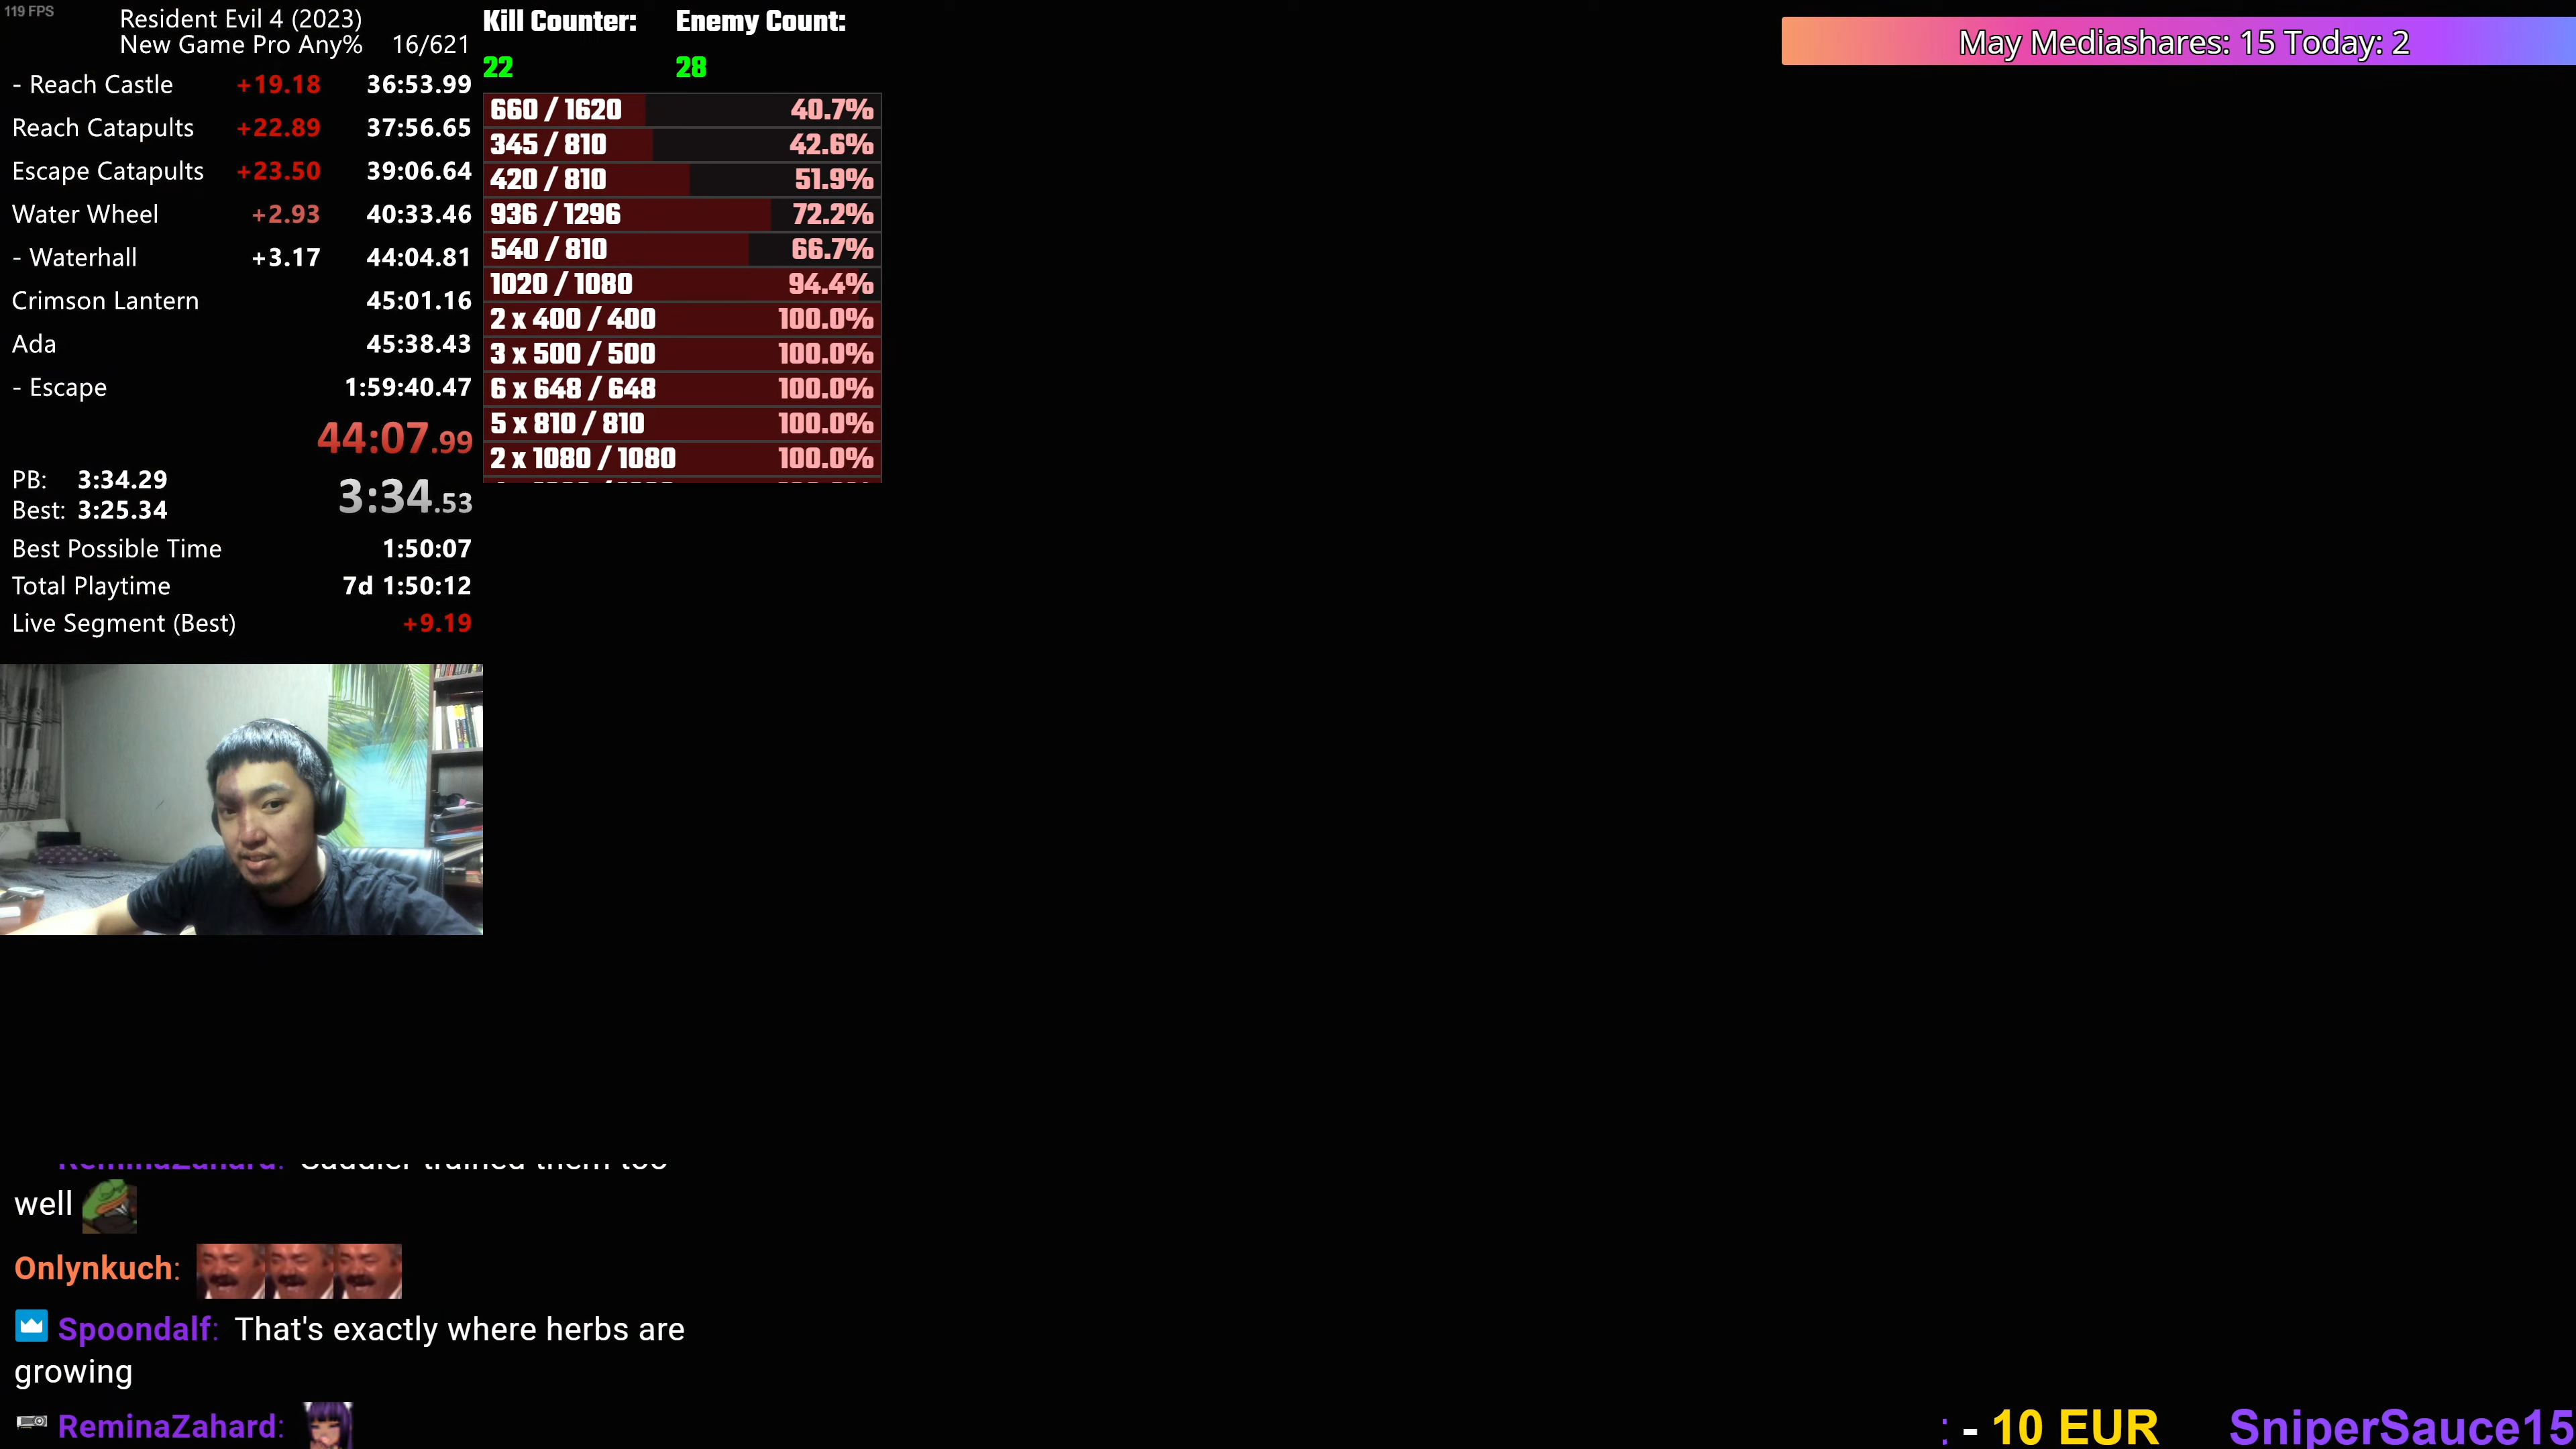 119 FPS
Resident Evil 4 (2023)
New Game Pro Any% 16/621
- Reach Castle +19.18 36:53.99
Reach Catapults +22.89 37:56.65
Escape Catapults +23.50 39:06.64
Water Wheel +2.93 40:33.46
- Waterhall +3.17 44:04.81
Crimson Lantern 45:01.16
Ada 45:38.43
- Escape 1:59:40.47
44:07.99
PB: 3:34.29
Best: 3:25.34
3:34.53
Best Possible Time 1:50:07
Total Playtime 7d 1:50:12
Live Segment (Best) +9.19
Kill Counter: Enemy Count:
22 28
660 / 1620 40.7%
345 / 810 42.6%
420 / 810 51.9%
936 / 1296 72.2%
540 / 810 66.7%
1020 / 1080 94.4%
2 x 400 / 400 100.0%
3 x 500 / 500 100.0%
6 x 648 / 648 100.0%
5 x 810 / 810 100.0%
2 x 1080 / 1080 100.0%
May Mediashares: 15 Today: 2
ReminaZahard: Saddler trained them too
well
Onlynkuch:
Spoondalf: That's exactly where herbs are
growing
ReminaZahard:
: - 10 EUR SniperSauce15